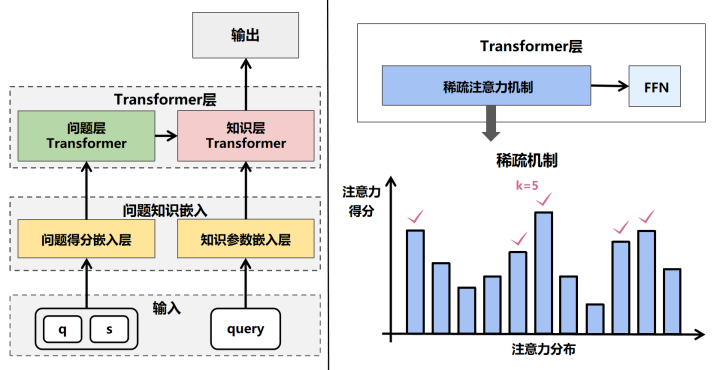 输出
Transformer层
问题层
Transformer
知识层
Transformer
问题知识嵌入
问题得分嵌入层
知识参数嵌入层
输入
q
s
query
Transformer层
稀疏注意力机制
FFN
稀疏机制
k=5
注意力
得分
注意力分布